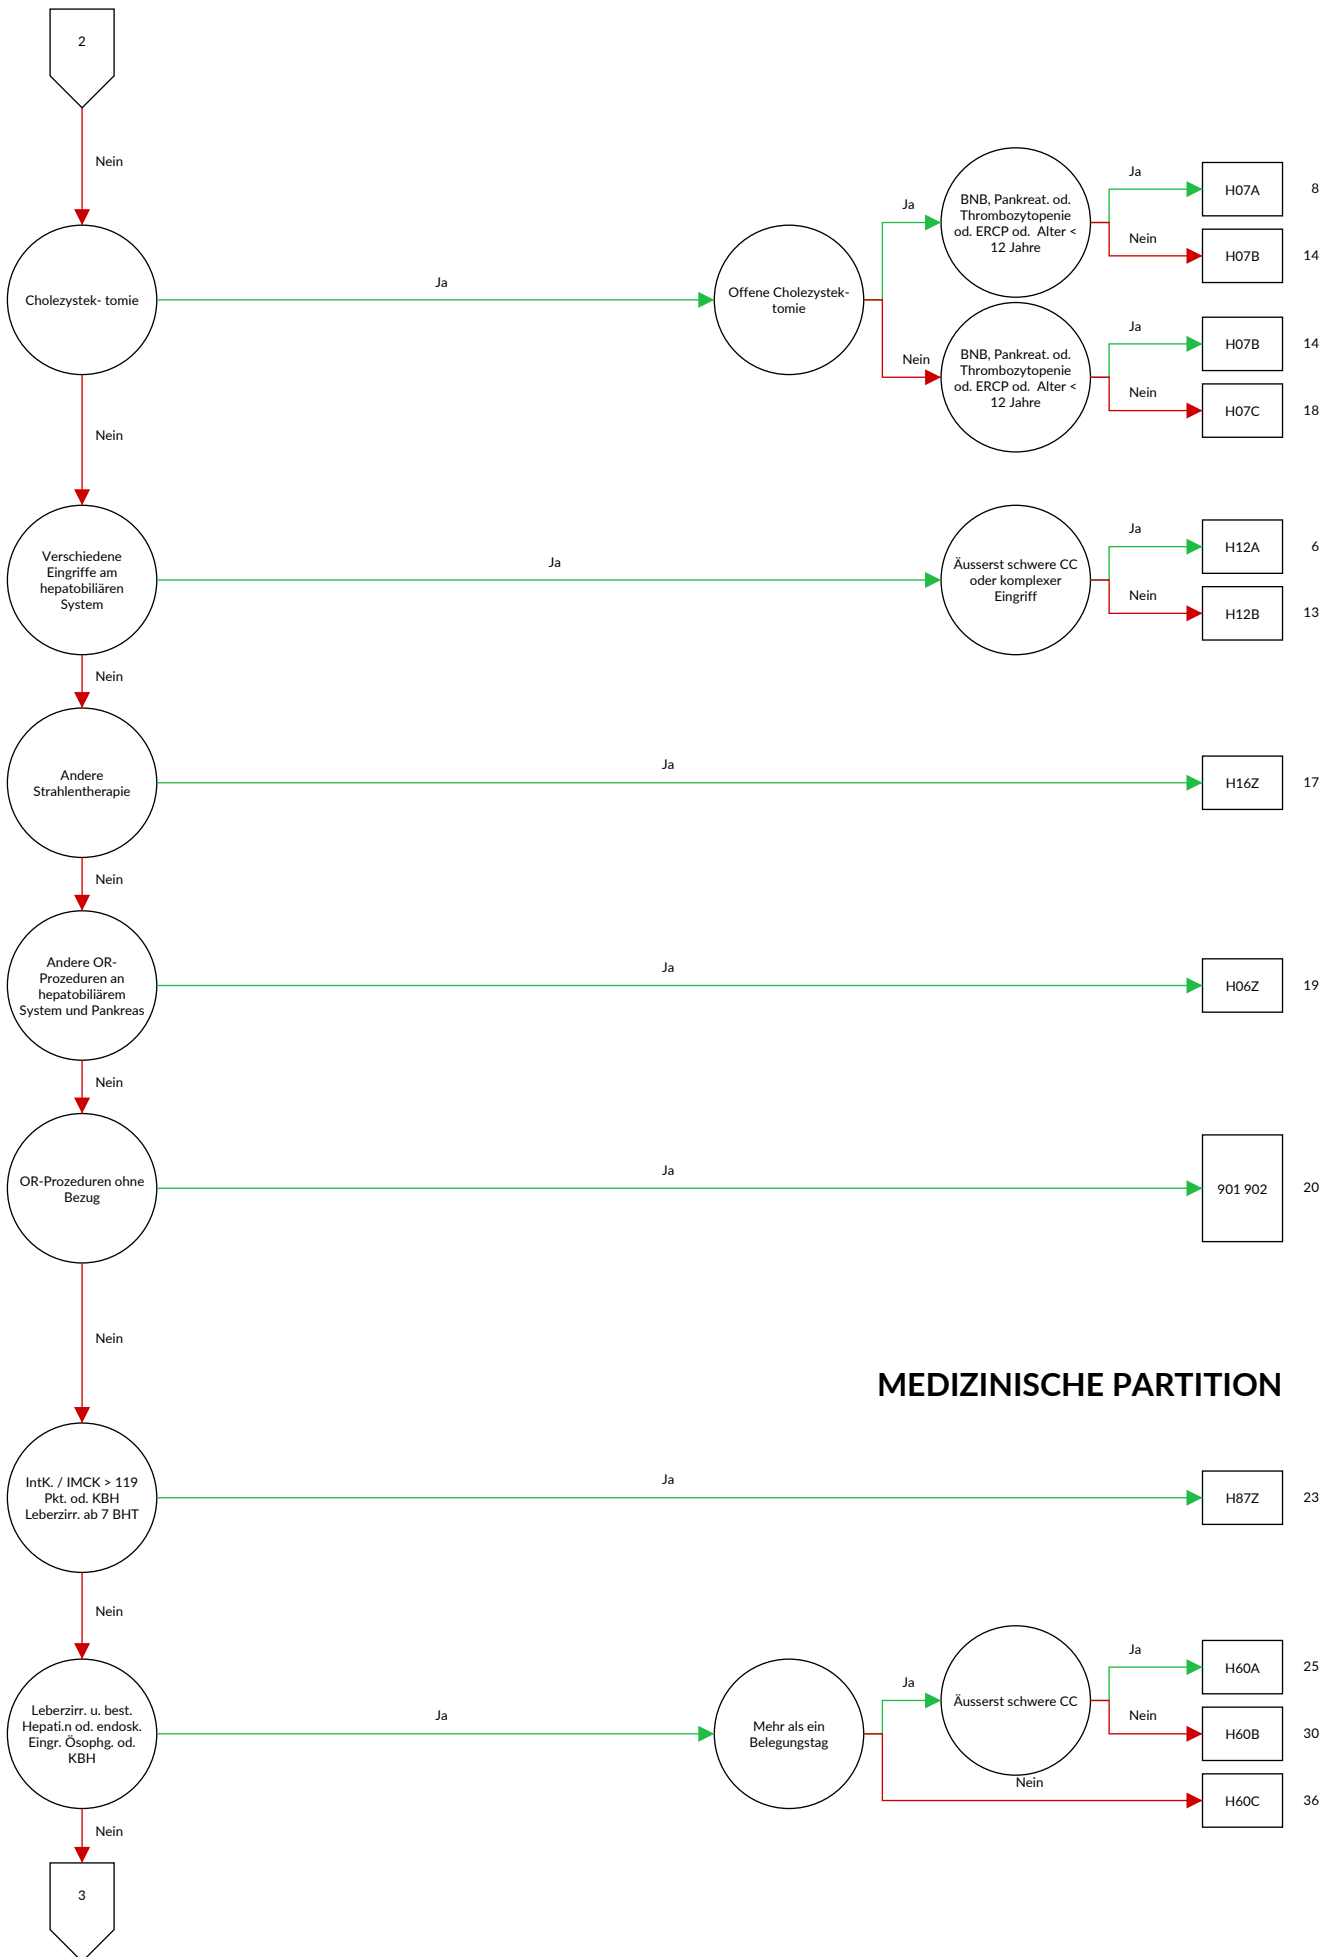 2
Nein
Cholezystek- tomie
Ja
Offene Cholezystek-
tomie
Ja
BNB, Pankreat. od.
Thrombozytopenie
od. ERCP od. Alter <
12 Jahre
Ja
H07A
8
Nein
H07B
14
Nein
BNB, Pankreat. od.
Thrombozytopenie
od. ERCP od. Alter <
12 Jahre
Ja
H07B
14
Nein
H07C
18
Nein
Verschiedene
Eingriffe am
hepatobiliären
System
Ja
Äusserst schwere CC
oder komplexer
Eingriff
Ja
H12A
6
Nein
H12B
13
Nein
Andere
Strahlentherapie
Ja
H16Z
17
Nein
Andere OR-
Prozeduren an
hepatobiliärem
System und Pankreas
Ja
H06Z
19
Nein
OR-Prozeduren ohne
Bezug
Ja
901 902
20
Nein
MEDIZINISCHE PARTITION
IntK. / IMCK > 119
Pkt. od. KBH
Leberzirr. ab 7 BHT
Ja
H87Z
23
Nein
Leberzirr. u. best.
Hepati.n od. endosk.
Eingr. Ösophg. od.
KBH
Ja
Mehr als ein
Belegungstag
Ja
Äusserst schwere CC
Ja
H60A
25
Nein
H60B
30
Nein
H60C
36
Nein
3